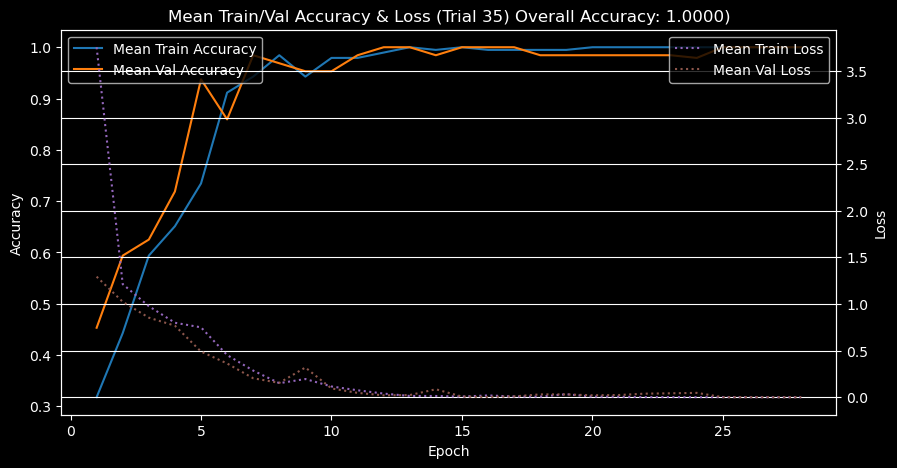 Mean Train/Val Accuracy & Loss (Trial 35) Overall Accuracy: 1.0000)
Mean Train Accuracy
Mean Val Accuracy
Mean Train Loss
Mean Val Loss
1.0
0.9
0.8
0.7
0.6
0.5
0.4
0.3
Accuracy
3.5
3.0
2.5
2.0
1.5
1.0
0.5
0.0
Loss
0
5
10
15
20
25
Epoch